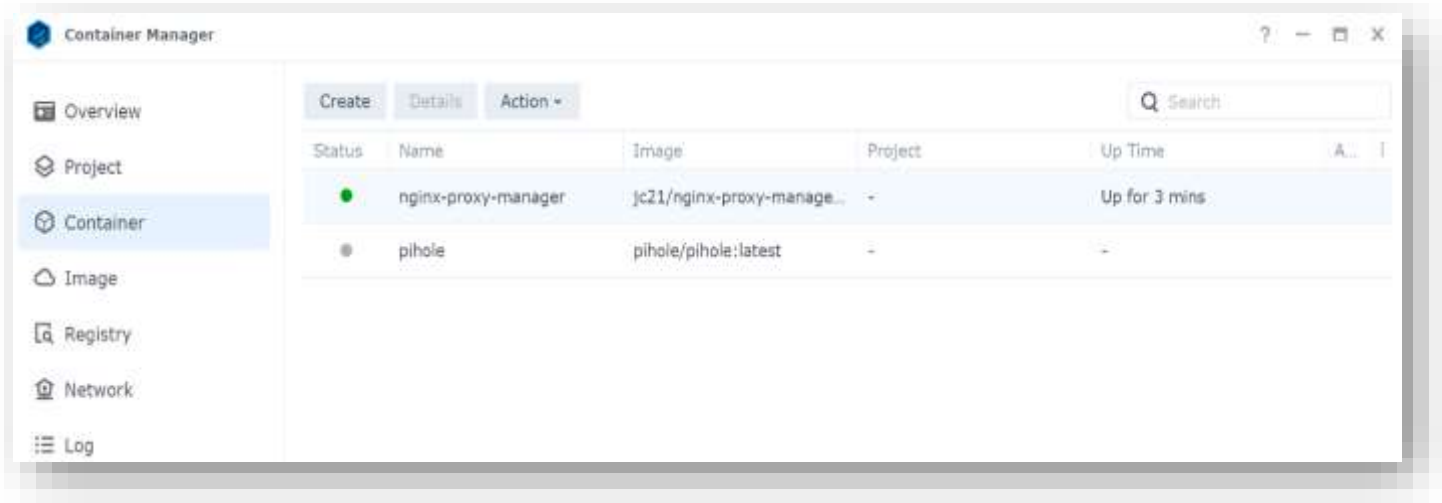 Container Manager
?
Overview
Project
Container
Image
Registry
Network
Log
Create Details Action
Search
Status Name Image Project Up Time A...
nginx-proxy-manager jc21/nginx-proxy-manage... - Up for 3 mins
pihole pihole/pihole:latest - -